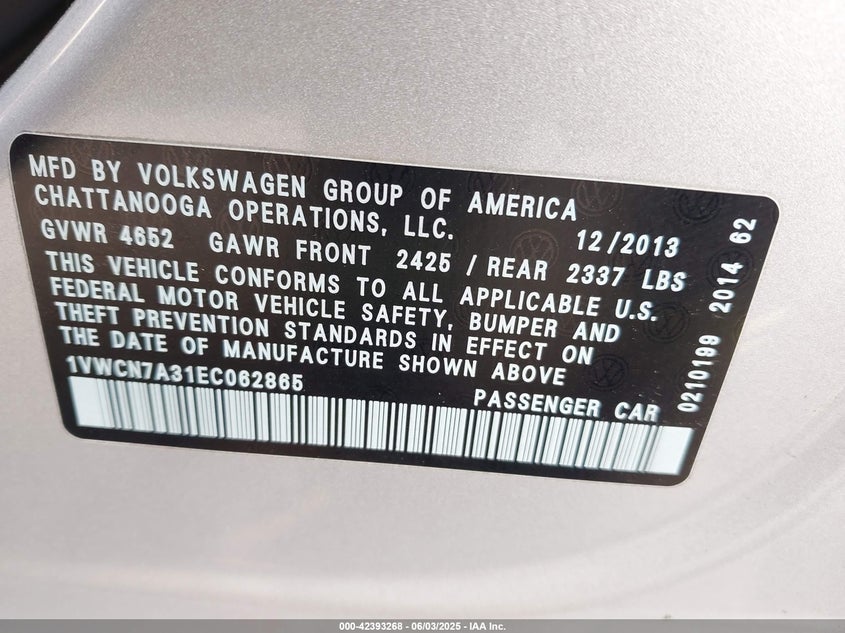 MFD BY VOLKSWAGEN GROUP OF AMERICA
CHATTANOOGA OPERATIONS, LLC. 12/2013
GVWR 4652 GAWR FRONT 2425 / REAR 2337 LBS
THIS VEHICLE CONFORMS TO ALL APPLICABLE U.S.
FEDERAL MOTOR VEHICLE SAFETY, BUMPER AND
THEFT PREVENTION STANDARDS IN EFFECT ON
THE DATE OF MANUFACTURE SHOWN ABOVE
1VWCN7A31EC062865 PASSENGER CAR
0210199 2014 62
000-42393268 - 06/03/2025 - IAA Inc.